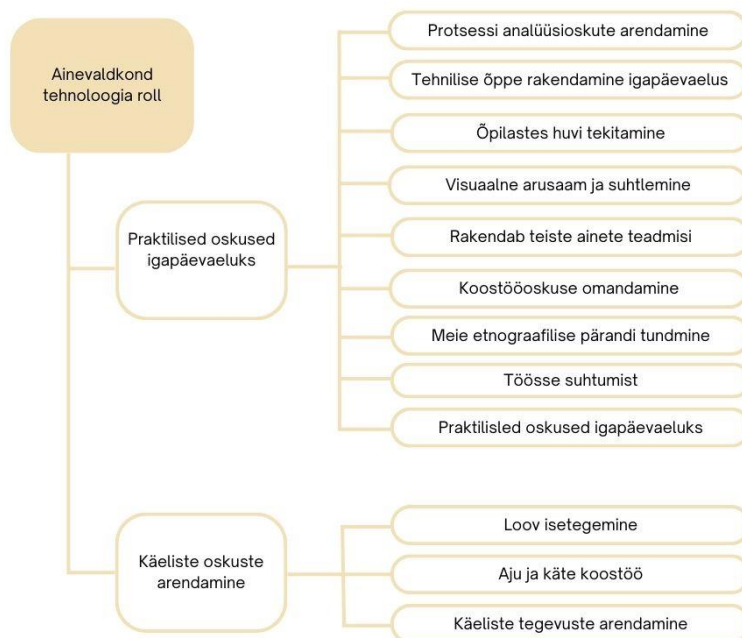 Ainevaldkond
tehnoloogia roll
Praktilised oskused
igapäevaeluks
Protsessi analüüsioskute arendamine
Tehnilise õppe rakendamine igapäevaelus
Õpilastes huvi tekitamine
Visuaalne arusaam ja suhtlemine
Rakendab teiste ainete teadmisi
Koostööoskuse omandamine
Meie etnograafilise pärandi tundmine
Töösse suhtumist
Praktilisled oskused igapäevaluks
Käeliste oskuste
arendamine
Loov isetegemine
Aju ja käte koostöö
Käeliste tegevuste arendamine